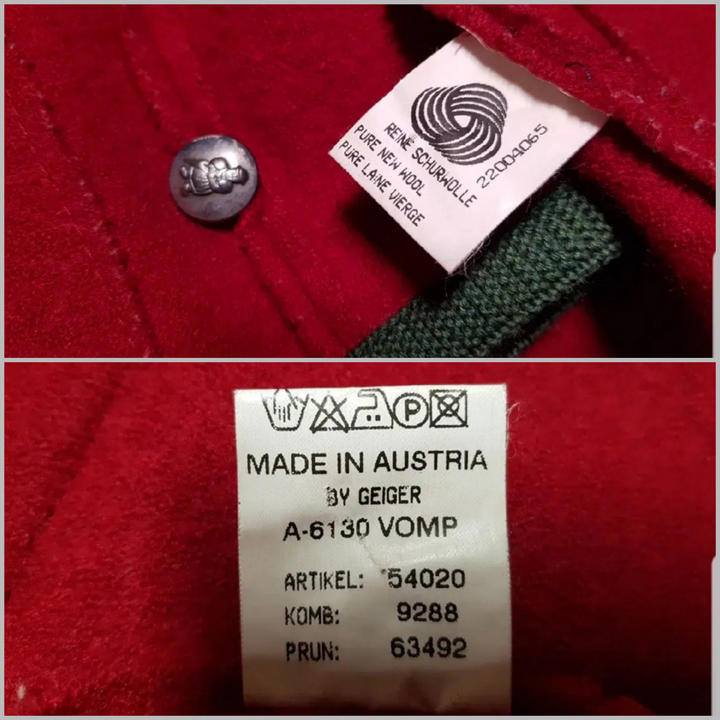 REINE SCHURWOLLE
PURE NEW WOOL
PURE LAINE VIERGE
22004065
P
MADE IN AUSTRIA
BY GEIGER
A-6130 VOMP
ARTIKEL: 54020
KOMB: 9288
PRUN: 63492